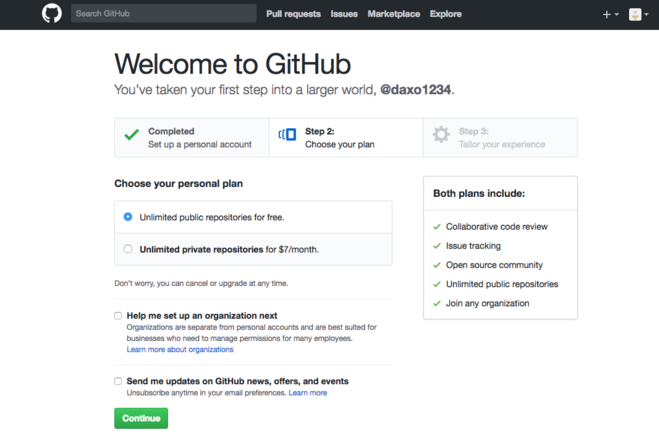 Search GitHub
Pull requests Issues Marketplace Explore
Welcome to GitHub
You've taken your first step into a larger world, @daxo1234.
Completed
Set up a personal account
Step 2:
Choose your plan
Step 3:
Tailor your experience
Choose your personal plan
Unlimited public repositories for free.
Unlimited private repositories for $7/month.
Don't worry, you can cancel or upgrade at any time.
Help me set up an organization next
Organizations are separate from personal accounts and are best suited for
businesses who need to manage permissions for many employees.
Learn more about organizations
Send me updates on GitHub news, offers, and events
Unsubscribe anytime in your email preferences. Learn more
Continue
Both plans include:
Collaborative code review
Issue tracking
Open source community
Unlimited public repositories
Join any organization